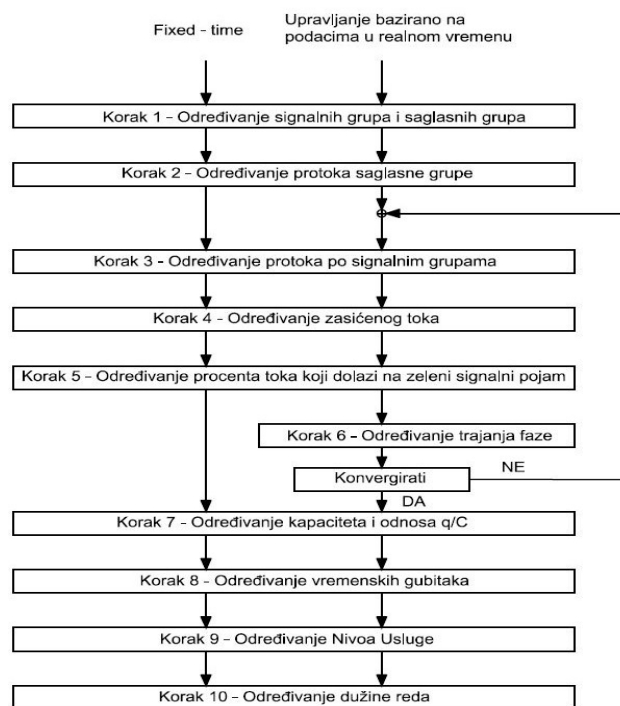 Fixed - time
Upravljanje bazirano na
podacima u realnom vremenu
Korak 1 - Određivanje signalnih grupa i saglasnih grupa
Korak 2 - Određivanje protoka saglasne grupe
Korak 3 - Određivanje protoka po signalnim grupama
Korak 4 - Određivanje zasićenog toka
Korak 5 - Određivanje procenta toka koji dolazi na zeleni signalni pojam
Korak 6 - Određivanje trajanja faze
Konvergirati
NE
DA
Korak 7 - Određivanje kapaciteta i odnosa q/C
Korak 8 - Određivanje vremenskih gubitaka
Korak 9 - Određivanje Nivoa Usluge
Korak 10 - Određivanje dužine reda